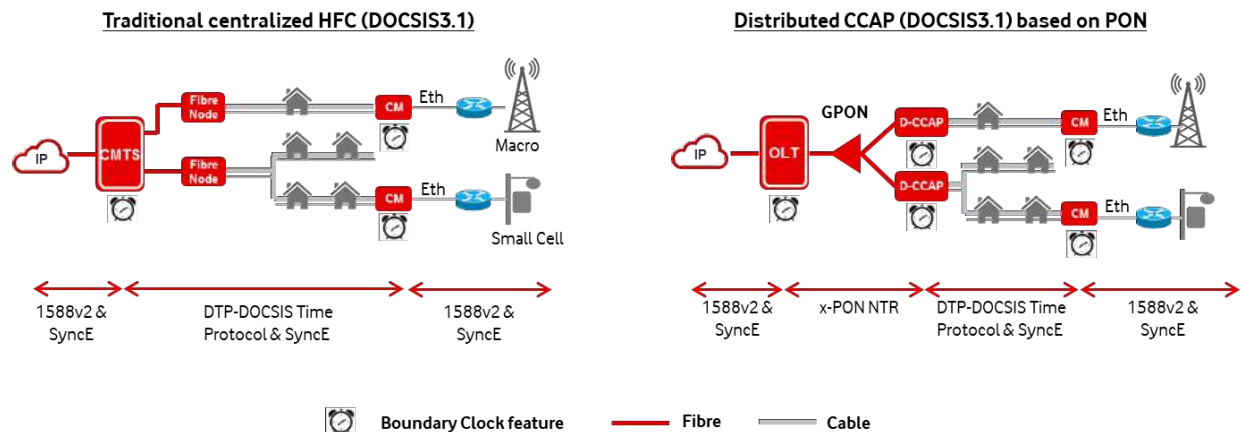 Traditional centralized HFC (DOCSIS3.1)
Distributed CCAP (DOCSIS3.1) based on PON
IP
CMTS
Fibre
Node
CM
Eth
Macro
Fibre
Node
CM
Eth
Small Cell
IP
OLT
GPON
D-CCAP
CM
Eth
D-CCAP
CM
Eth
1588v2 &
SyncE
DTP-DOCSIS Time
Protocol & SyncE
1588v2 &
SyncE
1588v2 &
SyncE
x-PON NTR
DTP-DOCSIS Time
Protocol & SyncE
1588v2 &
SyncE
Boundary Clock feature
Fibre
Cable